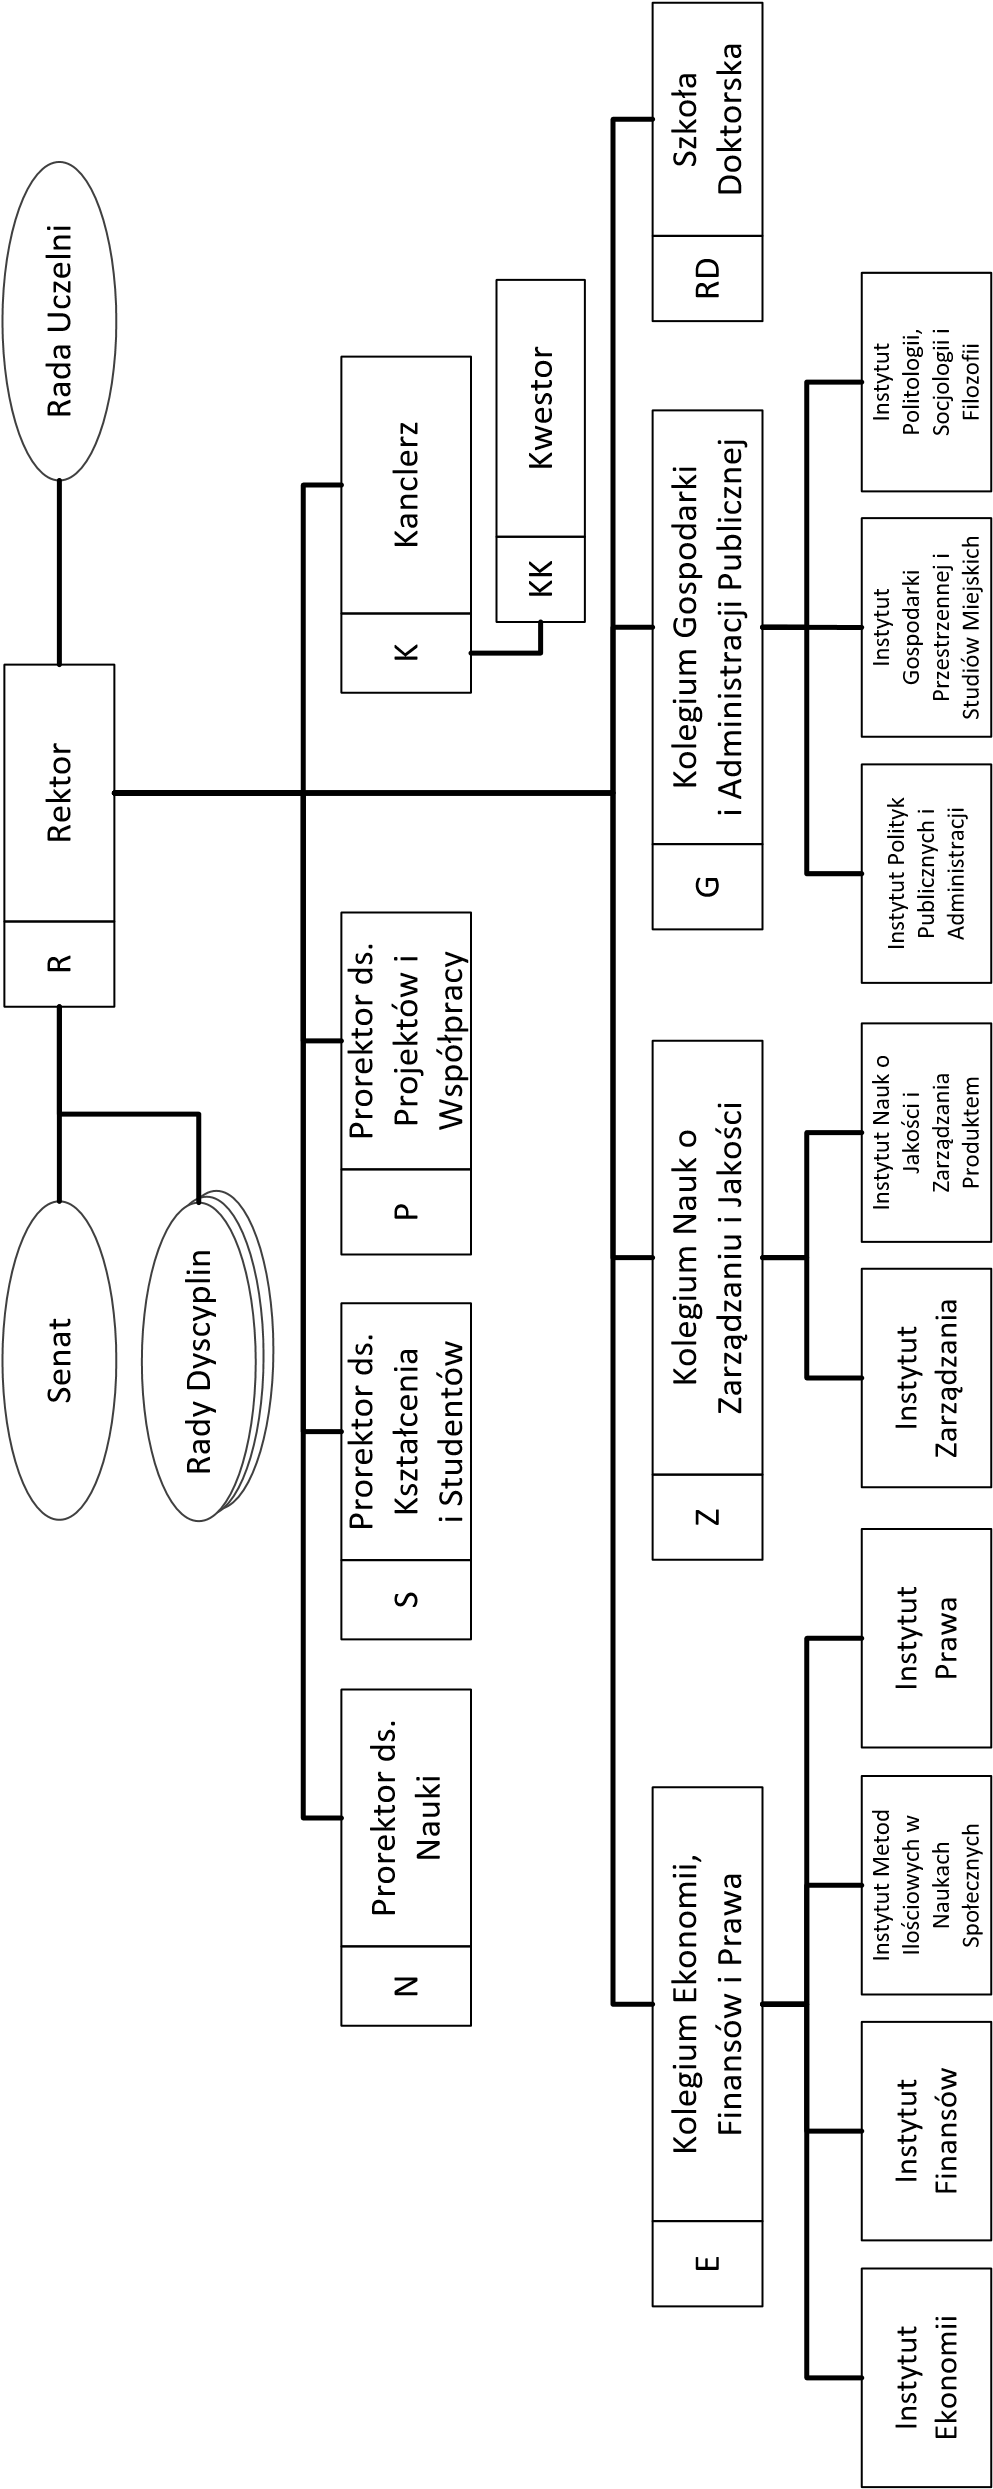 Senat
R
Rektor
Rada Uczelni
Rady Dyscyplin
N
Prorektor ds.
Nauki
S
Prorektor ds.
Kształcenia
i Studentów
P
Prorektor ds.
Projektów i
Współpracy
K
Kanclerz
KK
Kwestor
E
Kolegium Ekonomii,
Finansów i Prawa
Z
Kolegium Nauk o
Zarządzaniu i Jakości
G
Kolegium Gospodarki
i Administracji Publicznej
RD
Szkoła
Doktorska
Instytut
Ekonomii
Instytut
Finansów
Instytut Metod
Ilościowych w
Naukach
Społecznych
Instytut
Prawa
Instytut
Zarządzania
Instytut Nauk o
Jakości i
Zarządzania
Produktem
Instytut Polityk
Publicznych i
Administracji
Instytut
Gospodarki
Przestrzennej i
Studiów Miejskich
Instytut
Politologii,
Socjologii i
Filozofii